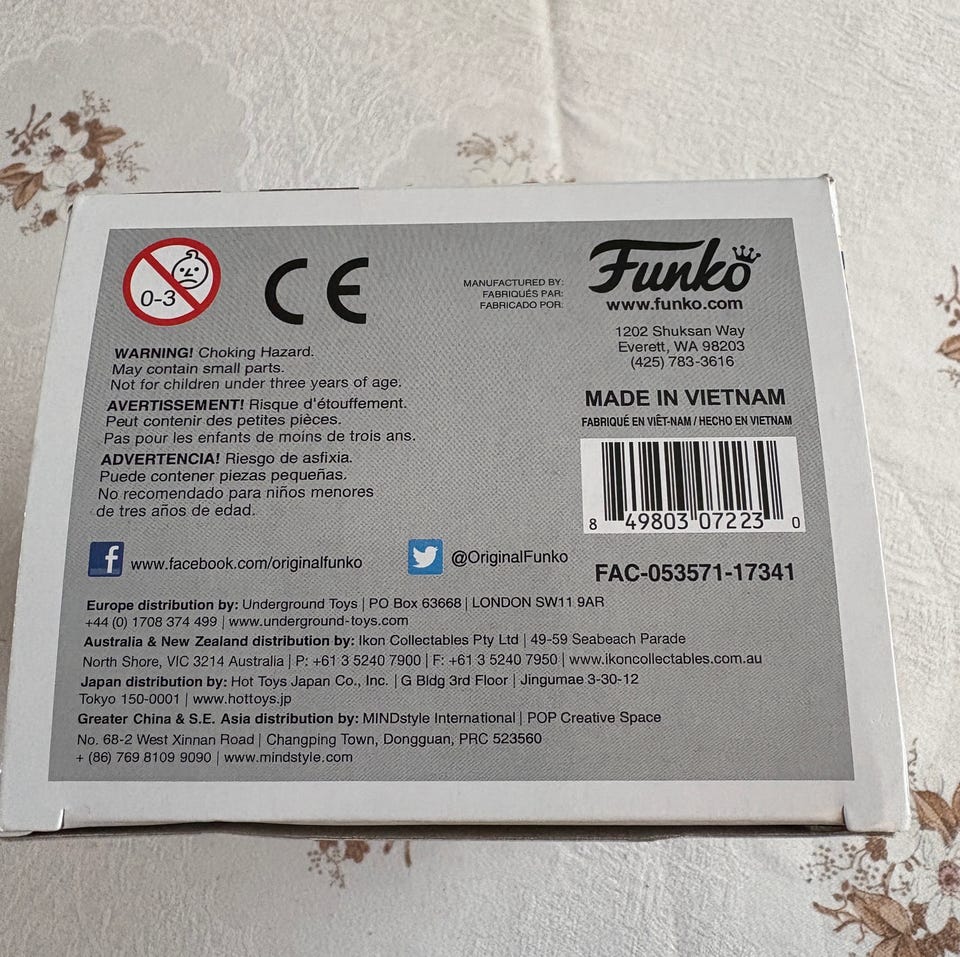 0-3
CE
MANUFACTURED BY:
FABRIQUÉS PAR:
FABRICADO POR:
Funko
www.funko.com
1202 Shuksan Way
Everett, WA 98203
(425) 783-3616
WARNING! Choking Hazard.
May contain small parts.
Not for children under three years of age.
AVERTISSEMENT! Risque d'étouffement.
Peut contenir des petites pièces.
Pas pour les enfants de moins de trois ans.
ADVERTENCIA! Riesgo de asfixia.
Puede contener piezas pequeñas.
No recomendado para niños menores
de tres años de edad.
MADE IN VIETNAM
FABRIQUÉ EN VIÊT-NAM / HECHO EN VIETNAM
8 49803 07223 0
f www.facebook.com/originalfunko
@OriginalFunko
FAC-053571-17341
Europe distribution by: Underground Toys | PO Box 63668 | LONDON SW11 9AR
+44 (0) 1708 374 499 | www.underground-toys.com
Australia & New Zealand distribution by: Ikon Collectables Pty Ltd | 49-59 Seabeach Parade
North Shore, VIC 3214 Australia | P: +61 3 5240 7900 | F: +61 3 5240 7950 | www.ikoncollectables.com.au
Japan distribution by: Hot Toys Japan Co., Inc. | G Bldg 3rd Floor | Jingumae 3-30-12
Tokyo 150-0001 | www.hottoys.jp
Greater China & S.E. Asia distribution by: MINDstyle International | POP Creative Space
No. 68-2 West Xinnan Road | Changping Town, Dongguan, PRC 523560
+ (86) 769 8109 9090 | www.mindstyle.com